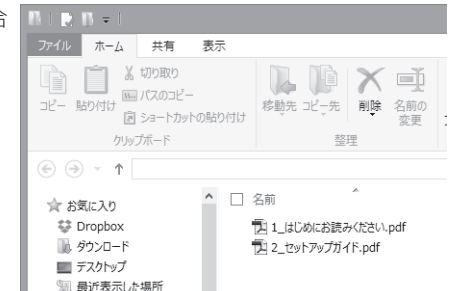 合
ファイル ホーム 共有 表示
コピー 貼り付け 切り取り
パスのコピー
ショートカットの貼り付け
クリップボード
移動先 コピー先 削除 名前の
変更
整理
お気に入り
Dropbox
ダウンロード
デスクトップ
最近表示した場所
名前
1_はじめにお読みください.pdf
2_セットアップガイド.pdf